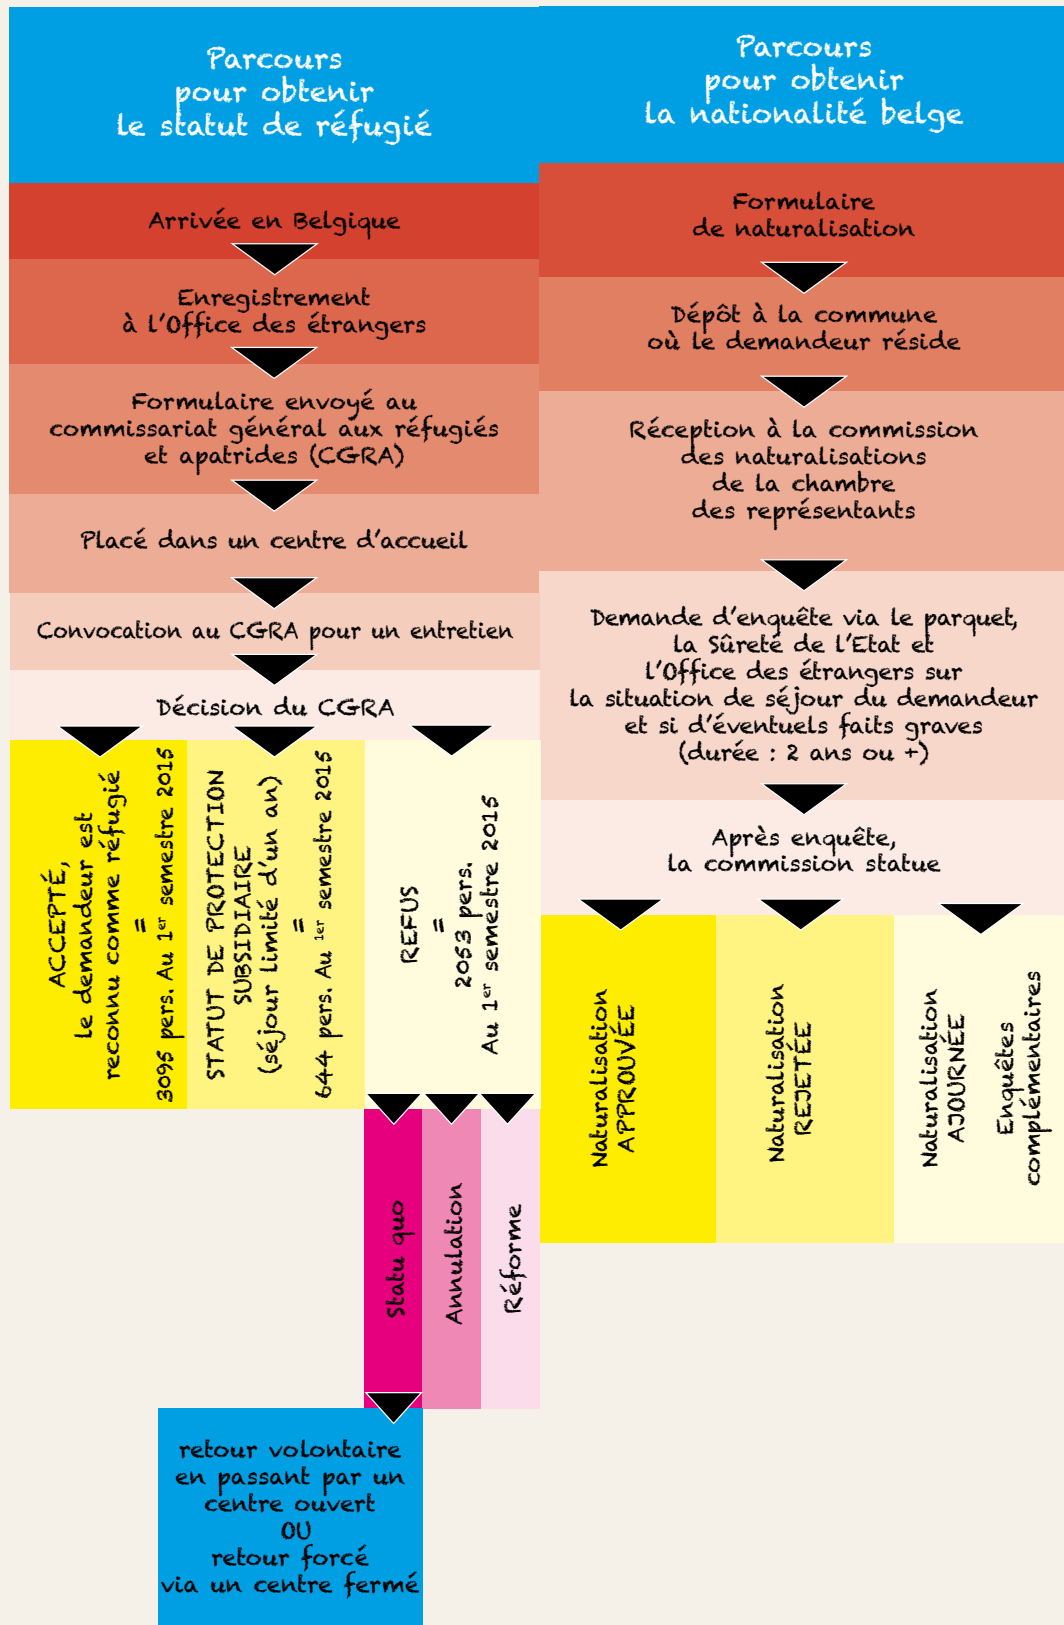 Parcours
pour obtenir
le statut de réfugié
Arrivée en Belgique
Enregistrement
à l'Office des étrangers
Formulaire envoyé au
commissariat général aux réfugiés
et apatrides (CGRA)
Placé dans un centre d'accueil
Convocation au CGRA pour un entretien
Décision du CGRA
ACCEPTÉ,
le demandeur est
reconnu comme réfugié
=
3095 pers. Au 1er semestre 2015
STATUT DE PROTECTION
SUBSIDIAIRE
(séjour limité d'un an)
=
644 pers. Au 1er semestre 2015
REFUS
=
2053 pers.
Au 1er semestre 2015
Statu quo
Annulation
Réforme
retour volontaire
en passant par un
centre ouvert
OU
retour forcé
via un centre fermé
Parcours
pour obtenir
la nationalité belge
Formulaire
de naturalisation
Dépôt à la commune
où le demandeur réside
Réception à la commission
des naturalisations
de la chambre
des représentants
Demande d'enquête via le parquet,
la Sûreté de l'Etat et
l'Office des étrangers sur
la situation de séjour du demandeur
et si d'éventuels faits graves
(durée : 2 ans ou +)
Après enquête,
la commission statue
Naturalisation
APPROUVÉE
Naturalisation
REJETÉE
Naturalisation
AJOURNÉE
Enquêtes
complémentaires